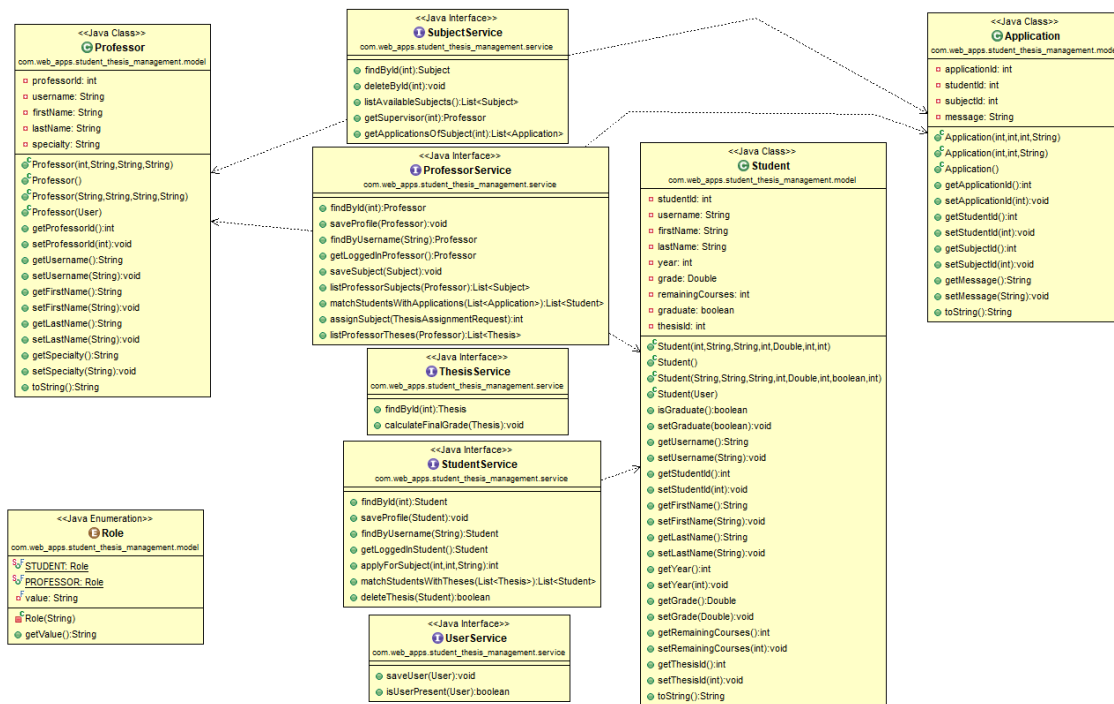 <<Java Class>>
Professor
com.web_apps.student_thesis_management.model
professorId: int
username: String
firstName: String
lastName: String
specialty: String
Professor(int,String,String,String)
Professor()
Professor(String,String,String,String)
Professor(User)
getProfessorId():int
setProfessorId(int):void
getUsername():String
setUsername(String):void
getFirstName():String
setFirstName(String):void
getLastName():String
setLastName(String):void
getSpecialty():String
setSpecialty(String):void
toString():String
<<Java Interface>>
SubjectService
com.web_apps.student_thesis_management.service
findById(int):Subject
deleteById(int):void
listAvailableSubjects():List<Subject>
getSupervisor(int):Professor
getApplicationsOfSubject(int):List<Application>
<<Java Class>>
Application
com.web_apps.student_thesis_management.model
applicationId: int
studentId: int
subjectId: int
message: String
Application(int,int,int,String)
Application(int,int,String)
Application()
getApplicationId():int
setApplicationId(int):void
getStudentId():int
setStudentId(int):void
getSubjectId():int
setSubjectId(int):void
getMessage():String
setMessage(String):void
toString():String
<<Java Interface>>
ProfessorService
com.web_apps.student_thesis_management.service
findById(int):Professor
saveProfile(Professor):void
findByUsername(String):Professor
getLoggedInProfessor():Professor
saveSubject(Subject):void
listProfessorSubjects(Professor):List<Subject>
matchStudentsWithApplications(List<Application>):List<Student>
assignSubject(ThesisAssignmentRequest):int
listProfessorTheses(Professor):List<Thesis>
<<Java Class>>
Student
com.web_apps.student_thesis_management.model
studentId: int
username: String
firstName: String
lastName: String
year: int
grade: Double
remainingCourses: int
graduate: boolean
thesisId: int
Student(int,String,String,int,Double,int,int)
Student()
Student(String,String,String,int,Double,int,boolean,int)
Student(User)
isGraduate():boolean
setGraduate(boolean):void
getUsername():String
setUsername(String):void
getStudentId():int
setStudentId(int):void
getFirstName():String
setFirstName(String):void
getLastName():String
setLastName(String):void
getYear():int
setYear(int):void
getGrade():Double
setGrade(Double):void
getRemainingCourses():int
setRemainingCourses(int):void
getThesisId():int
setThesisId(int):void
toString():String
<<Java Interface>>
ThesisService
com.web_apps.student_thesis_management.service
findById(int):Thesis
calculateFinalGrade(Thesis):void
<<Java Interface>>
StudentService
com.web_apps.student_thesis_management.service
findById(int):Student
saveProfile(Student):void
findByUsername(String):Student
getLoggedInStudent():Student
applyForSubject(int,int,String):int
matchStudentsWithTheses(List<Thesis>):List<Student>
deleteThesis(Student):boolean
<<Java Enumeration>>
Role
com.web_apps.student_thesis_management.model
STUDENT: Role
PROFESSOR: Role
value: String
Role(String)
getValue():String
<<Java Interface>>
UserService
com.web_apps.student_thesis_management.service
saveUser(User):void
isUserPresent(User):boolean